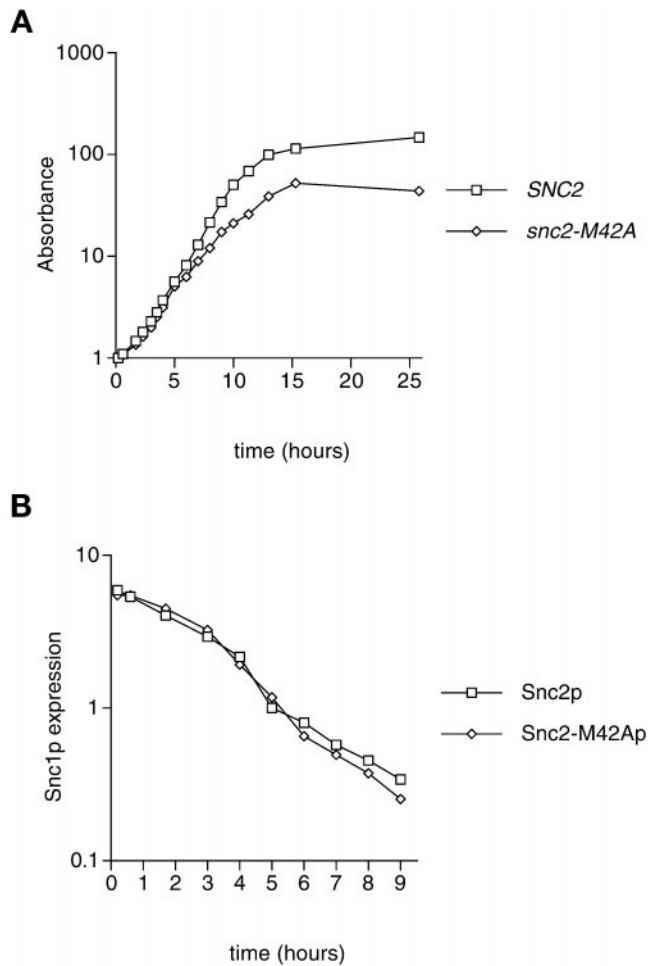 A
1000
100
10
1
Absorbance
0 5 10 15 20 25
time (hours)
SNC2
snc2-M42A
B
10
1
0.1
Snc1p expression
0 1 2 3 4 5 6 7 8 9
time (hours)
Snc2p
Snc2-M42Ap